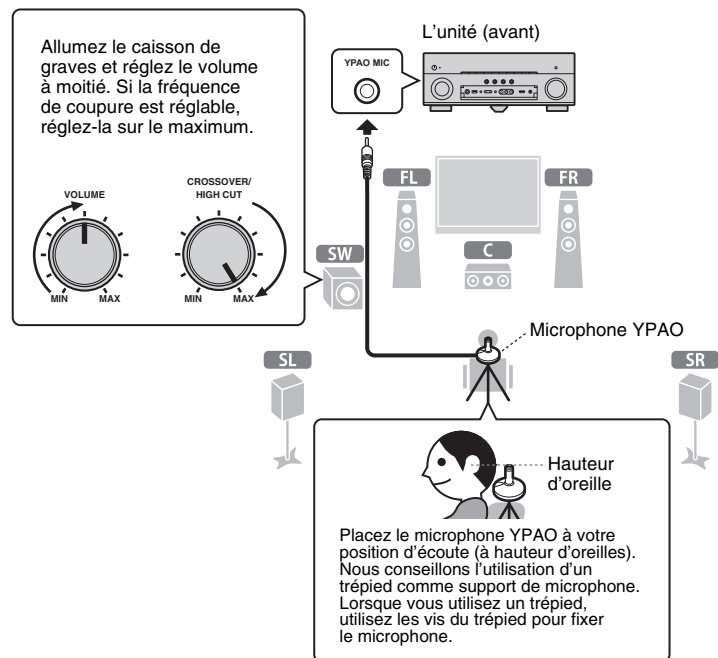 Allumez le caisson de
graves et réglez le volume
à moitié. Si la fréquence
de coupure est réglable,
réglez-la sur le maximum.
VOLUME
MIN
MAX
CROSSOVER/
HIGH CUT
MIN
MAX
L’unité (avant)
YPAO MIC
FL
FR
SW
C
Microphone YPAO
SL
SR
Hauteur
d’oreille
Placez le microphone YPAO à votre
position d’écoute (à hauteur d’oreilles).
Nous conseillons l’utilisation d’un
trépied comme support de microphone.
Lorsque vous utilisez un trépied,
utilisez les vis du trépied pour fixer
le microphone.